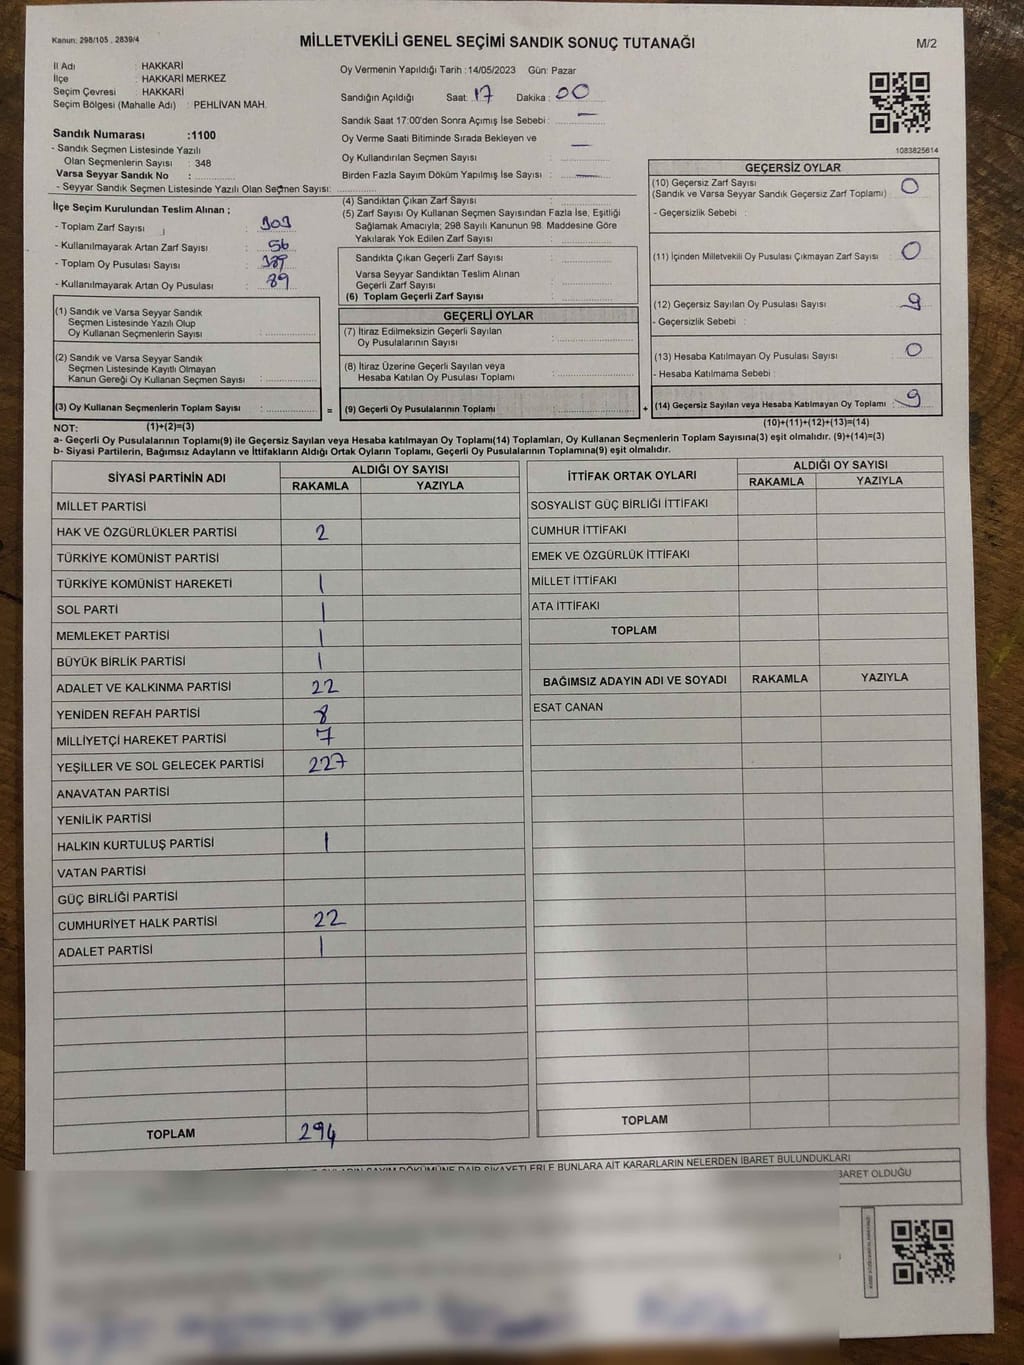 Kanun: 298/105 , 2839/4
MİLLETVEKİLİ GENEL SEÇİMİ SANDIK SONUÇ TUTANAĞI
M/2
İl Adı : HAKKARİ
İlçe : HAKKARİ MERKEZ
Seçim Çevresi : HAKKARİ
Seçim Bölgesi (Mahalle Adı) : PEHLİVAN MAH.
Sandık Numarası :1100
- Sandık Seçmen Listesinde Yazılı
Olan Seçmenlerin Sayısı : 348
Varsa Seyyar Sandık No :
- Seyyar Sandık Seçmen Listesinde Yazılı Olan Seçmen Sayısı:
Oy Vermenin Yapıldığı Tarih :14/05/2023 Gün: Pazar
Sandığın Açıldığı Saat: 17 Dakika : 00
Sandık Saat 17:00'den Sonra Açımış İse Sebebi : —
Oy Verme Saati Bitiminde Sırada Bekleyen ve —
Oy Kullandırılan Seçmen Sayısı :
Birden Fazla Sayım Döküm Yapılmış İse Sayısı : —
1083825614
İlçe Seçim Kurulundan Teslim Alınan ;
- Toplam Zarf Sayısı :
- Kullanılmayarak Artan Zarf Sayısı : 56
- Toplam Oy Pusulası Sayısı :
- Kullanılmayarak Artan Oy Pusulası : 89
(1) Sandık ve Varsa Seyyar Sandık
Seçmen Listesinde Yazılı Olup
Oy Kullanan Seçmenlerin Sayısı :
(2) Sandık ve Varsa Seyyar Sandık
Seçmen Listesinde Kayıtlı Olmayan
Kanun Gereği Oy Kullanan Seçmen Sayısı :
(3) Oy Kullanan Seçmenlerin Toplam Sayısı :
(4) Sandıktan Çıkan Zarf Sayısı :
(5) Zarf Sayısı Oy Kullanan Seçmen Sayısından Fazla İse, Eşitliği
Sağlamak Amacıyla; 298 Sayılı Kanunun 98. Maddesine Göre
Yakılarak Yok Edilen Zarf Sayısı :
Sandıkta Çıkan Geçerli Zarf Sayısı :
Varsa Seyyar Sandıktan Teslim Alınan
Geçerli Zarf Sayısı :
(6) Toplam Geçerli Zarf Sayısı :
GEÇERLİ OYLAR
(7) İtiraz Edilmeksizin Geçerli Sayılan
Oy Pusulalarının Sayısı :
(8) İtiraz Üzerine Geçerli Sayılan veya
Hesaba Katılan Oy Pusulası Toplamı :
= (9) Geçerli Oy Pusulalarının Toplamı :
GEÇERSİZ OYLAR
(10) Geçersiz Zarf Sayısı : 0
(Sandık ve Varsa Seyyar Sandık Geçersiz Zarf Toplamı)
- Geçersizlik Sebebi :
(11) İçinden Milletvekili Oy Pusulası Çıkmayan Zarf Sayısı : 0
(12) Geçersiz Sayılan Oy Pusulası Sayısı : 9
- Geçersizlik Sebebi :
(13) Hesaba Katılmayan Oy Pusulası Sayısı : 0
- Hesaba Katılmama Sebebi :
+ (14) Geçersiz Sayılan veya Hesaba Katılmayan Oy Toplamı : 9
NOT: (1)+(2)=(3) (10)+(11)+(12)+(13)=(14)
a- Geçerli Oy Pusulalarının Toplamı(9) ile Geçersiz Sayılan veya Hesaba katılmayan Oy Toplamı(14) Toplamları, Oy Kullanan Seçmenlerin Toplam Sayısına(3) eşit olmalıdır. (9)+(14)=(3)
b- Siyasi Partilerin, Bağımsız Adayların ve İttifakların Aldığı Ortak Oyların Toplamı, Geçerli Oy Pusulalarının Toplamına(9) eşit olmalıdır.
SİYASİ PARTİNİN ADI ALDIĞI OY SAYISI
RAKAMLA YAZIYLA
MİLLET PARTİSİ
HAK VE ÖZGÜRLÜKLER PARTİSİ 2
TÜRKİYE KOMÜNİST PARTİSİ
TÜRKİYE KOMÜNİST HAREKETİ 1
SOL PARTİ 1
MEMLEKET PARTİSİ 1
BÜYÜK BİRLİK PARTİSİ 1
ADALET VE KALKINMA PARTİSİ 22
YENİDEN REFAH PARTİSİ 8
MİLLİYETÇİ HAREKET PARTİSİ 7
YEŞİLLER VE SOL GELECEK PARTİSİ 227
ANAVATAN PARTİSİ
YENİLİK PARTİSİ
HALKIN KURTULUŞ PARTİSİ 1
VATAN PARTİSİ
GÜÇ BİRLİĞİ PARTİSİ
CUMHURİYET HALK PARTİSİ 22
ADALET PARTİSİ 1
TOPLAM 294
İTTİFAK ORTAK OYLARI ALDIĞI OY SAYISI
RAKAMLA YAZIYLA
SOSYALİST GÜÇ BİRLİĞİ İTTİFAKI
CUMHUR İTTİFAKI
EMEK VE ÖZGÜRLÜK İTTİFAKI
MİLLET İTTİFAKI
ATA İTTİFAKI
TOPLAM
BAĞIMSIZ ADAYIN ADI VE SOYADI RAKAMLA YAZIYLA
ESAT CANAN
TOPLAM
DÖKÜMÜNE DAİR ŞİKAYETLERLE BUNLARA AİT KARARLARIN NELERDEN İBARET BULUNDUKLARI
İBARET OLDUĞU